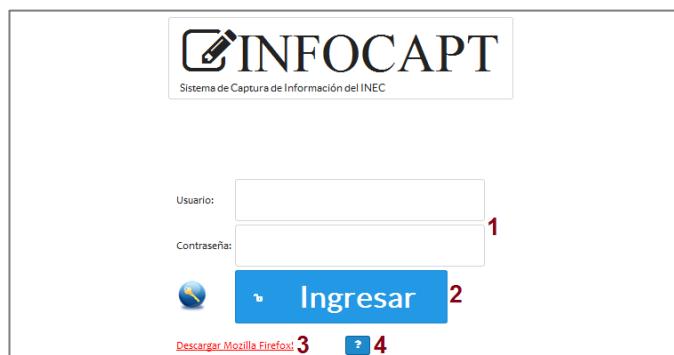 INFOCAPT
Sistema de Captura de Información del INEC
Usuario:
1
Contraseña:
Ingresar 2
Descargar Mozilla Firefox! 3 ? 4